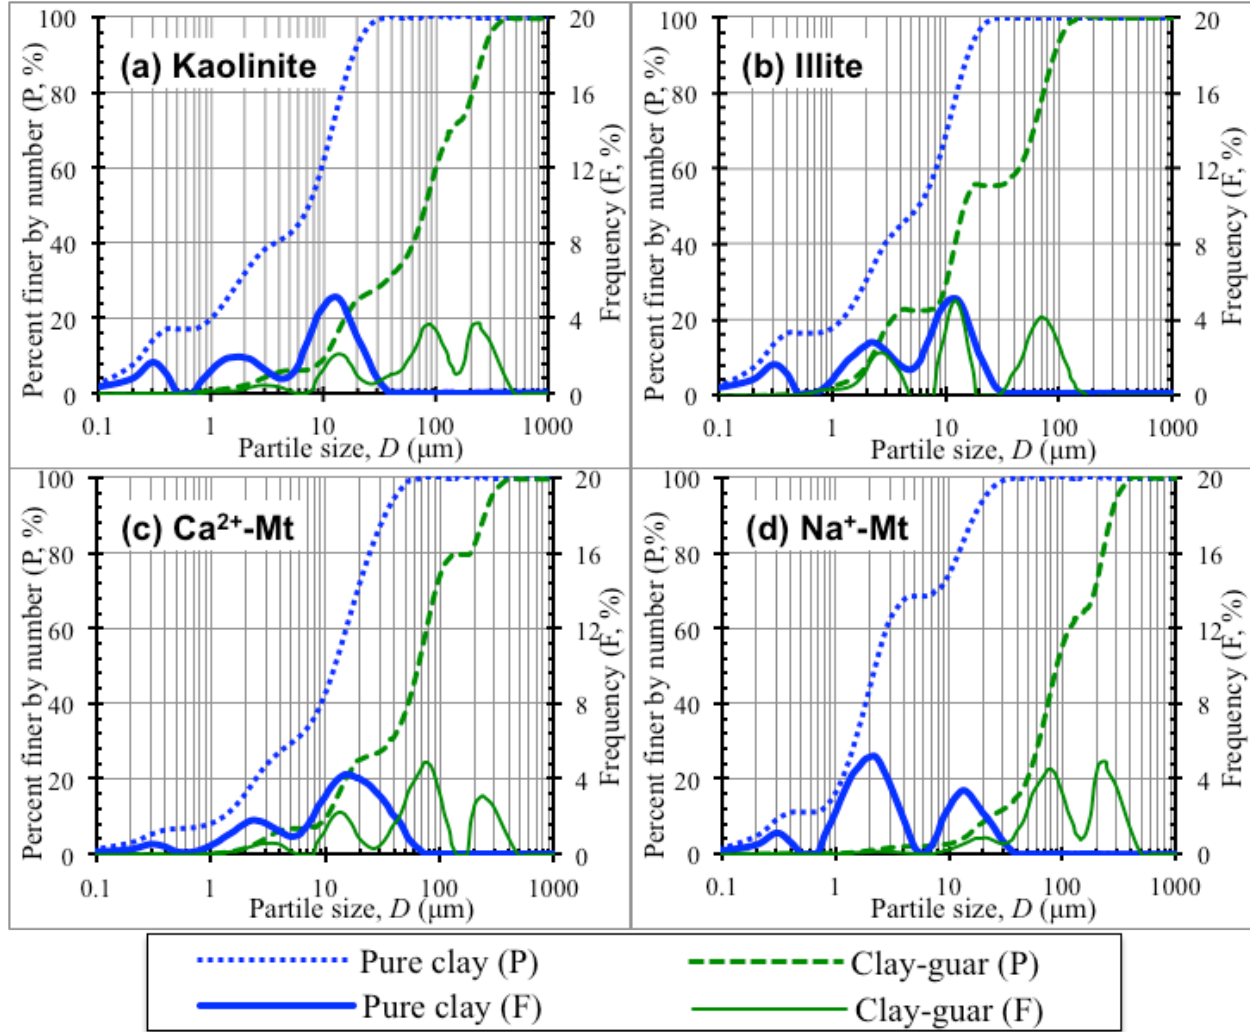 (a) Kaolinite
Percent finer by number (P, %)
100
80
60
40
20
0
20
16
12
8
4
0
Frequency (F, %)
0.1 1 10 100 1000
Partile size, D (μm)
(b) Illite
Percent finer by number (P, %)
100
80
60
40
20
0
20
16
12
8
4
0
Frequency (F, %)
0.1 1 10 100 1000
Partile size, D (μm)
(c) Ca²⁺-Mt
Percent finer by number (P, %)
100
80
60
40
20
0
20
16
12
8
4
0
Frequency (F, %)
0.1 1 10 100 1000
Partile size, D (μm)
(d) Na⁺-Mt
Percent finer by number (P,%)
100
80
60
40
20
0
20
16
12
8
4
0
Frequency (F, %)
0.1 1 10 100 1000
Partile size, D (μm)
Pure clay (P) Clay-guar (P)
Pure clay (F) Clay-guar (F)